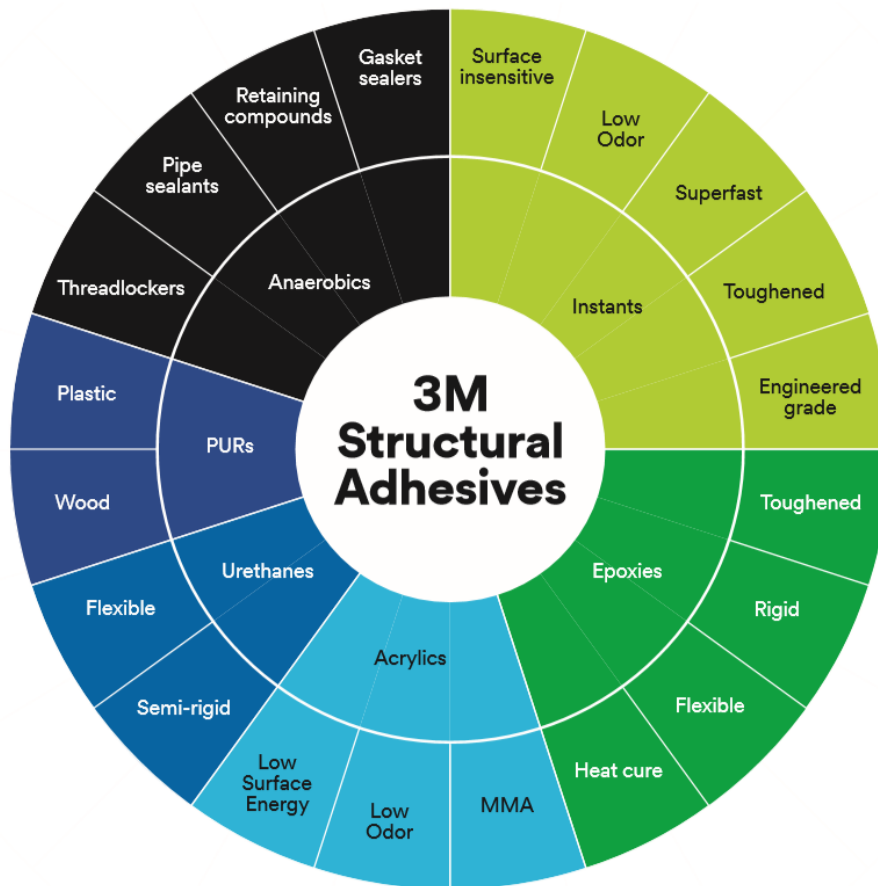 3M
Structural
Adhesives
Instants
Surface
insensitive
Low
Odor
Superfast
Toughened
Engineered
grade
Epoxies
Toughened
Rigid
Flexible
Heat cure
Acrylics
MMA
Low
Odor
Low
Surface
Energy
Urethanes
Semi-rigid
Flexible
PURs
Wood
Plastic
Anaerobics
Threadlockers
Pipe
sealants
Retaining
compounds
Gasket
sealers